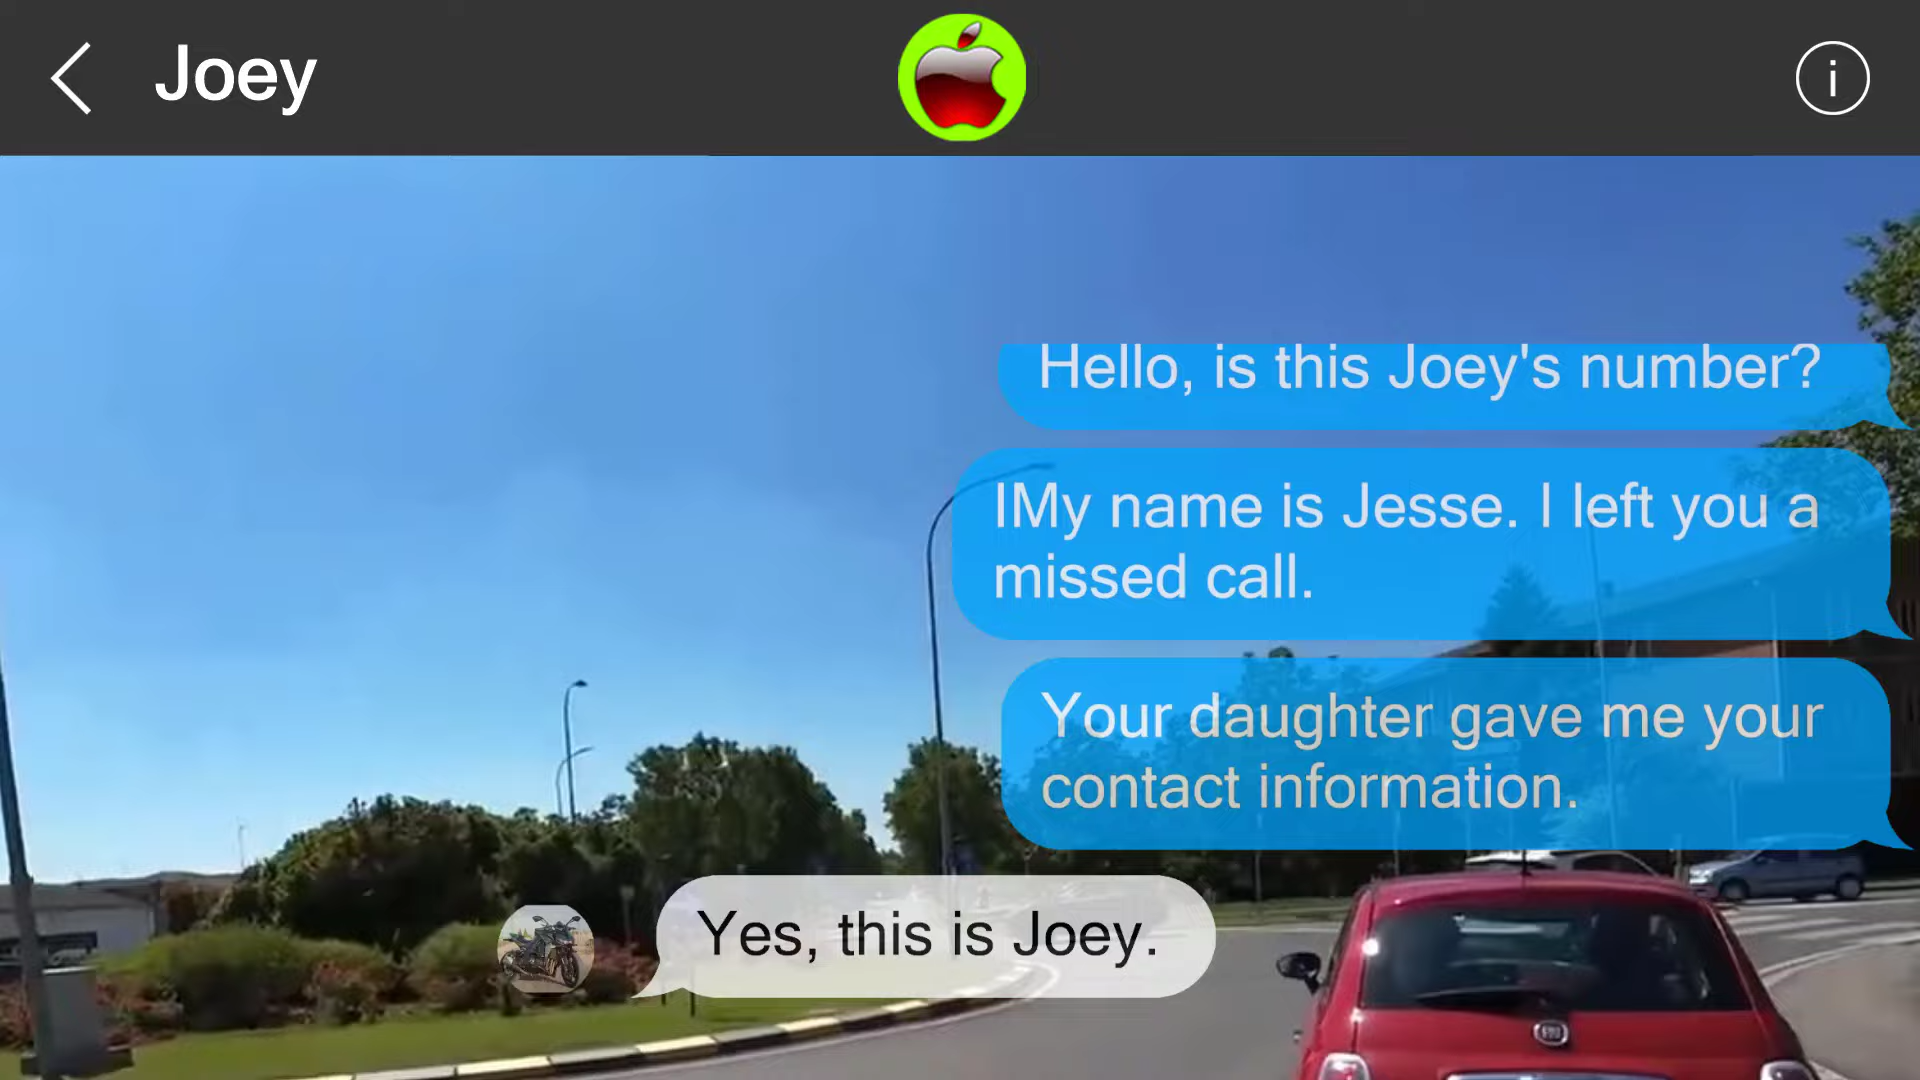 Joey
i
Hello, is this Joey's number?
IMy name is Jesse. I left you a
missed call.
Your daughter gave me your
contact information.
Yes, this is Joey.